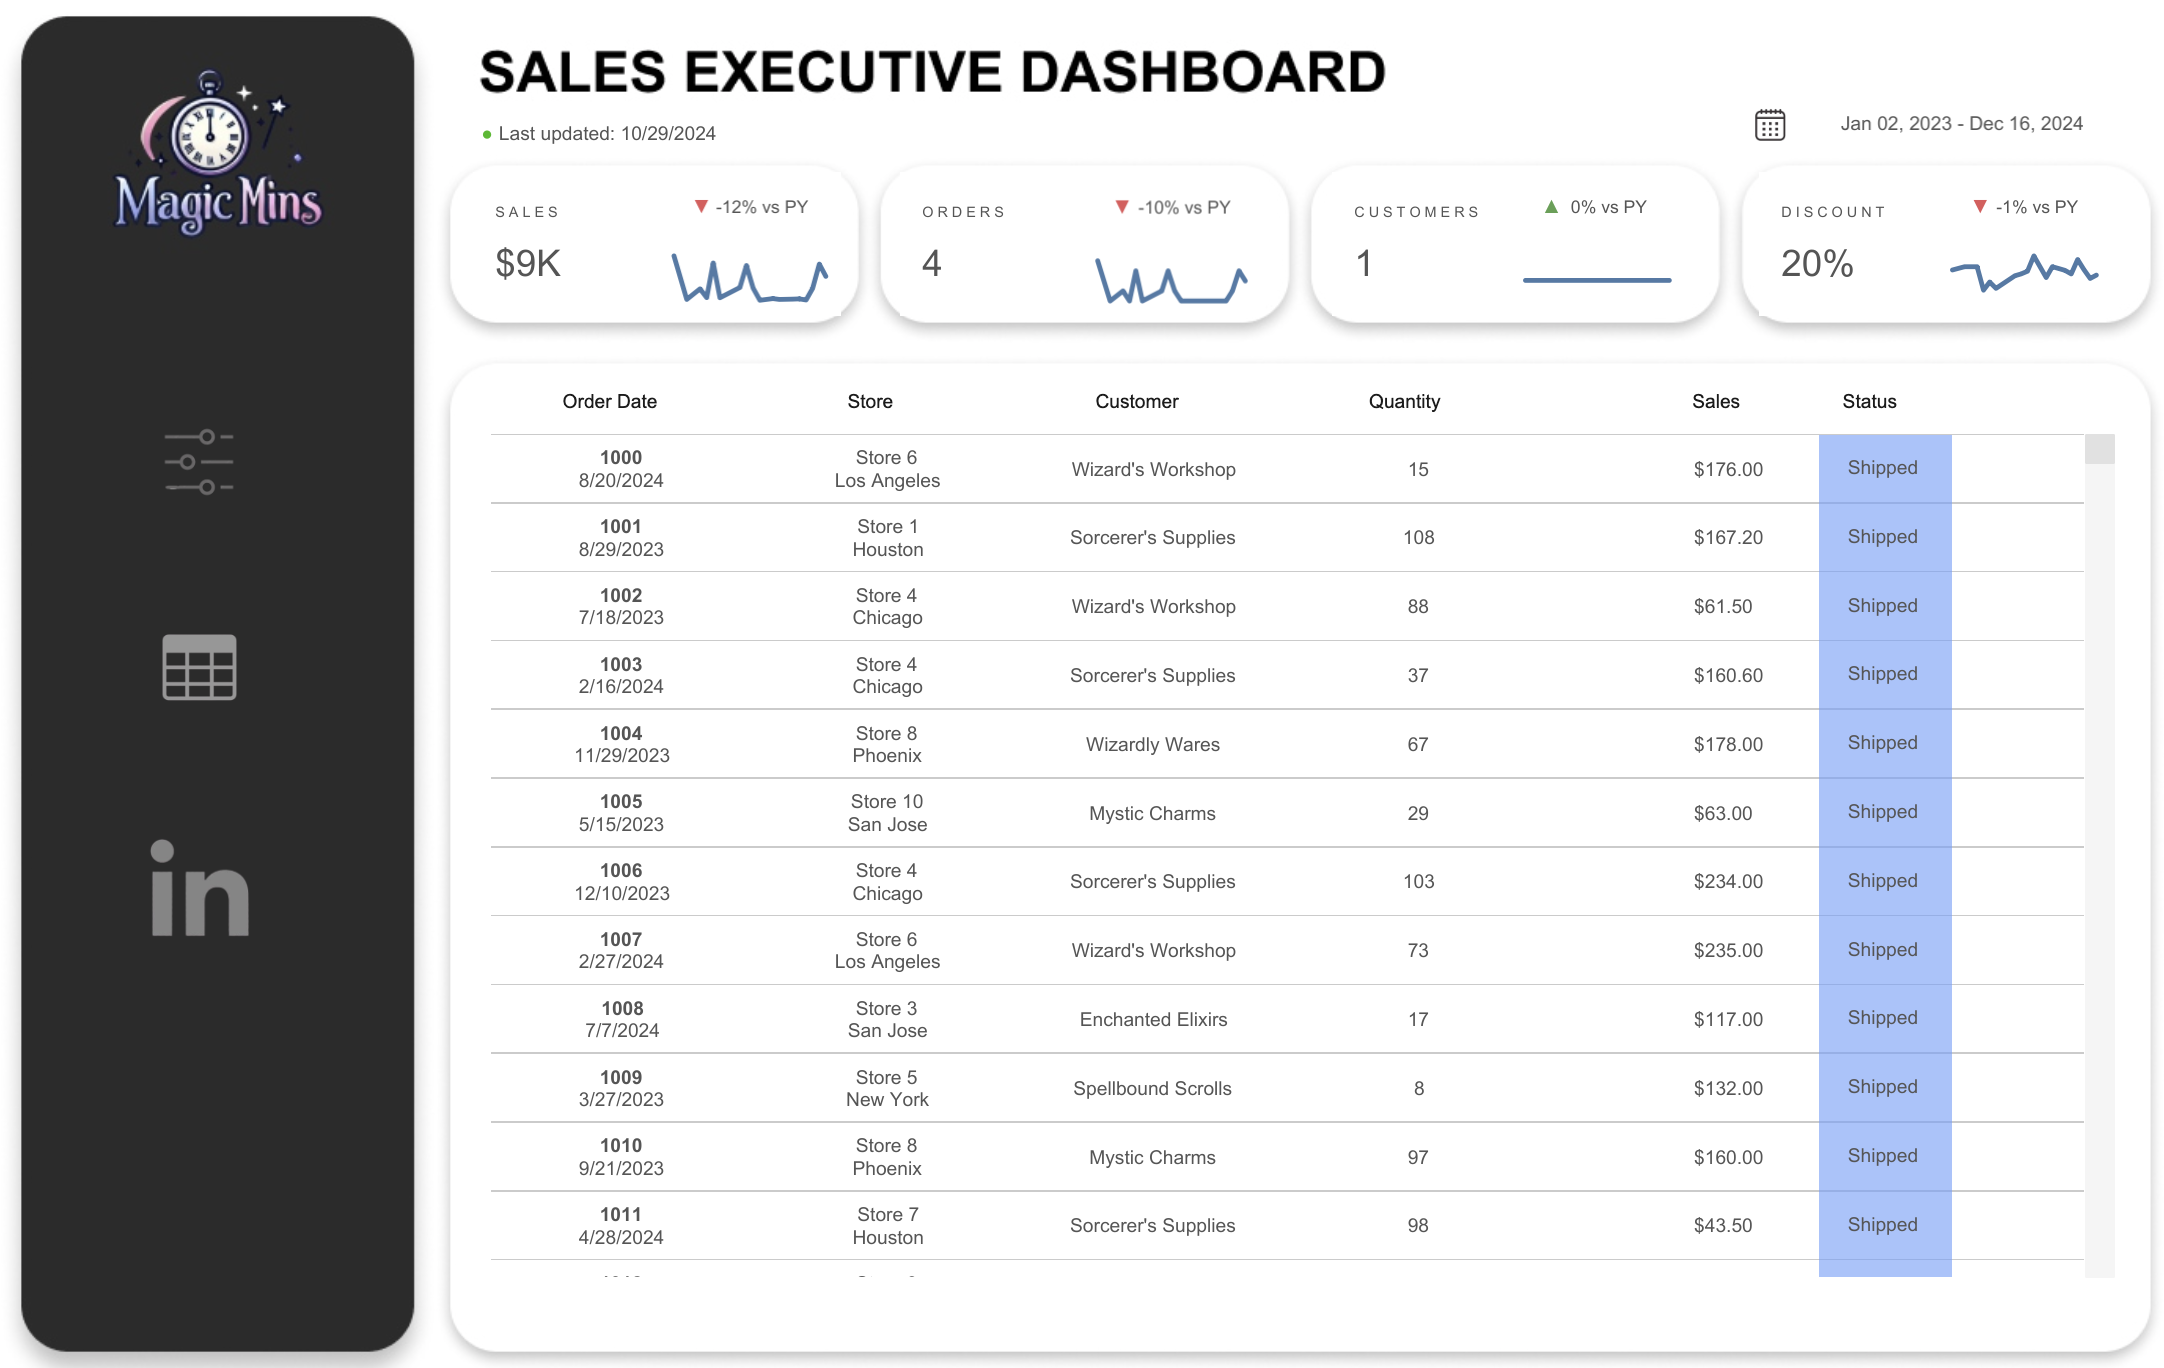 Magic Mins
SALES EXECUTIVE DASHBOARD
Last updated: 10/29/2024
Jan 02, 2023 - Dec 16, 2024
SALES
-12% vs PY
$9K
ORDERS
-10% vs PY
4
CUSTOMERS
0% vs PY
1
DISCOUNT
-1% vs PY
20%
Order Date Store Customer Quantity Sales Status
1000 Store 6
8/20/2024 Los Angeles Wizard's Workshop 15 $176.00 Shipped
1001 Store 1
8/29/2023 Houston Sorcerer's Supplies 108 $167.20 Shipped
1002 Store 4
7/18/2023 Chicago Wizard's Workshop 88 $61.50 Shipped
1003 Store 4
2/16/2024 Chicago Sorcerer's Supplies 37 $160.60 Shipped
1004 Store 8
11/29/2023 Phoenix Wizardly Wares 67 $178.00 Shipped
1005 Store 10
5/15/2023 San Jose Mystic Charms 29 $63.00 Shipped
1006 Store 4
12/10/2023 Chicago Sorcerer's Supplies 103 $234.00 Shipped
1007 Store 6
2/27/2024 Los Angeles Wizard's Workshop 73 $235.00 Shipped
1008 Store 3
7/7/2024 San Jose Enchanted Elixirs 17 $117.00 Shipped
1009 Store 5
3/27/2023 New York Spellbound Scrolls 8 $132.00 Shipped
1010 Store 8
9/21/2023 Phoenix Mystic Charms 97 $160.00 Shipped
1011 Store 7
4/28/2024 Houston Sorcerer's Supplies 98 $43.50 Shipped
in